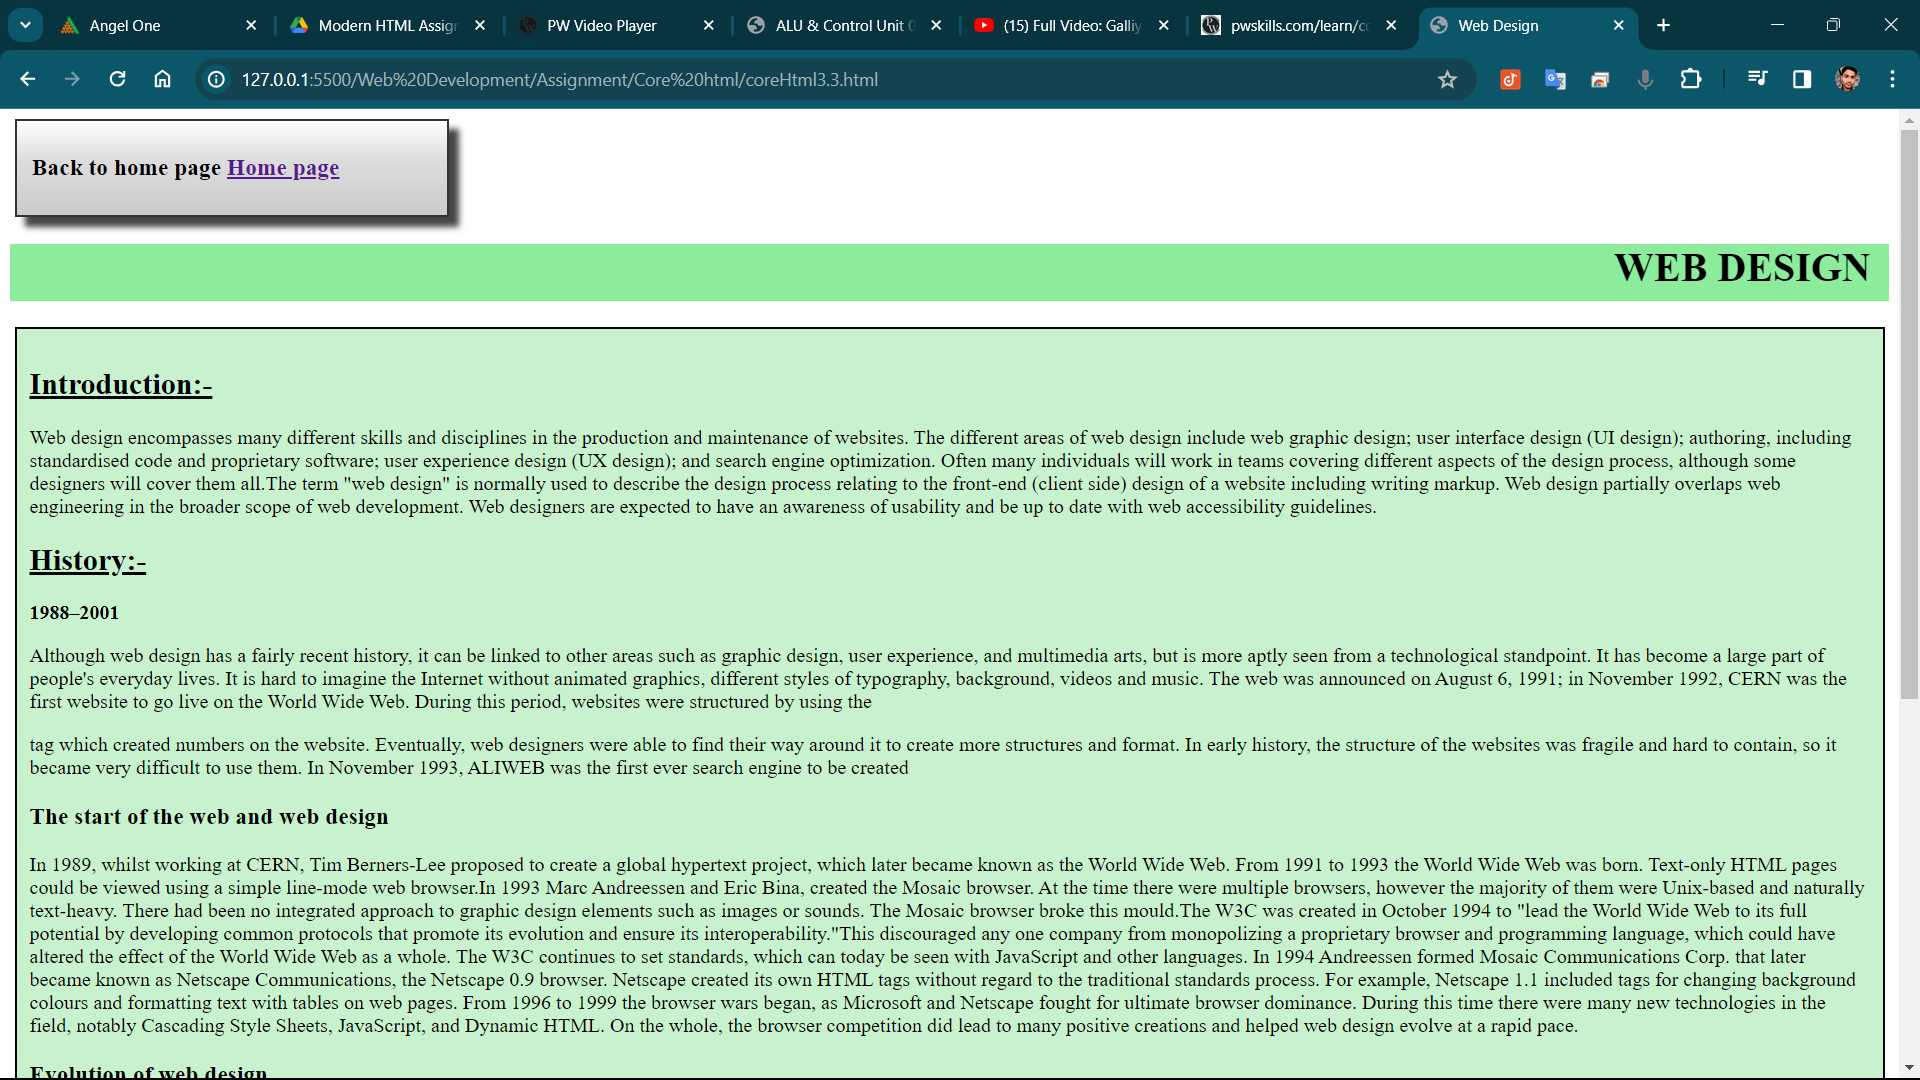 Angel One
Modern HTML Assig
PW Video Player
ALU & Control Unit
(15) Full Video: Galliy
pwskills.com/learn/co
Web Design
127.0.0.1:5500/Web%20Development/Assignment/Core%20html/coreHtml3.3.html
Back to home page Home page
WEB DESIGN
Introduction:-
Web design encompasses many different skills and disciplines in the production and maintenance of websites. The different areas of web design include web graphic design; user interface design (UI design); authoring, including
standardised code and proprietary software; user experience design (UX design); and search engine optimization. Often many individuals will work in teams covering different aspects of the design process, although some
designers will cover them all.The term "web design" is normally used to describe the design process relating to the front-end (client side) design of a website including writing markup. Web design partially overlaps web
engineering in the broader scope of web development. Web designers are expected to have an awareness of usability and be up to date with web accessibility guidelines.
History:-
1988–2001
Although web design has a fairly recent history, it can be linked to other areas such as graphic design, user experience, and multimedia arts, but is more aptly seen from a technological standpoint. It has become a large part of
people's everyday lives. It is hard to imagine the Internet without animated graphics, different styles of typography, background, videos and music. The web was announced on August 6, 1991; in November 1992, CERN was the
first website to go live on the World Wide Web. During this period, websites were structured by using the
tag which created numbers on the website. Eventually, web designers were able to find their way around it to create more structures and format. In early history, the structure of the websites was fragile and hard to contain, so it
became very difficult to use them. In November 1993, ALIWEB was the first ever search engine to be created
The start of the web and web design
In 1989, whilst working at CERN, Tim Berners-Lee proposed to create a global hypertext project, which later became known as the World Wide Web. From 1991 to 1993 the World Wide Web was born. Text-only HTML pages
could be viewed using a simple line-mode web browser.In 1993 Marc Andreessen and Eric Bina, created the Mosaic browser. At the time there were multiple browsers, however the majority of them were Unix-based and naturally
text-heavy. There had been no integrated approach to graphic design elements such as images or sounds. The Mosaic browser broke this mould.The W3C was created in October 1994 to "lead the World Wide Web to its full
potential by developing common protocols that promote its evolution and ensure its interoperability."This discouraged any one company from monopolizing a proprietary browser and programming language, which could have
altered the effect of the World Wide Web as a whole. The W3C continues to set standards, which can today be seen with JavaScript and other languages. In 1994 Andreessen formed Mosaic Communications Corp. that later
became known as Netscape Communications, the Netscape 0.9 browser. Netscape created its own HTML tags without regard to the traditional standards process. For example, Netscape 1.1 included tags for changing background
colours and formatting text with tables on web pages. From 1996 to 1999 the browser wars began, as Microsoft and Netscape fought for ultimate browser dominance. During this time there were many new technologies in the
field, notably Cascading Style Sheets, JavaScript, and Dynamic HTML. On the whole, the browser competition did lead to many positive creations and helped web design evolve at a rapid pace.
Evolution of web design